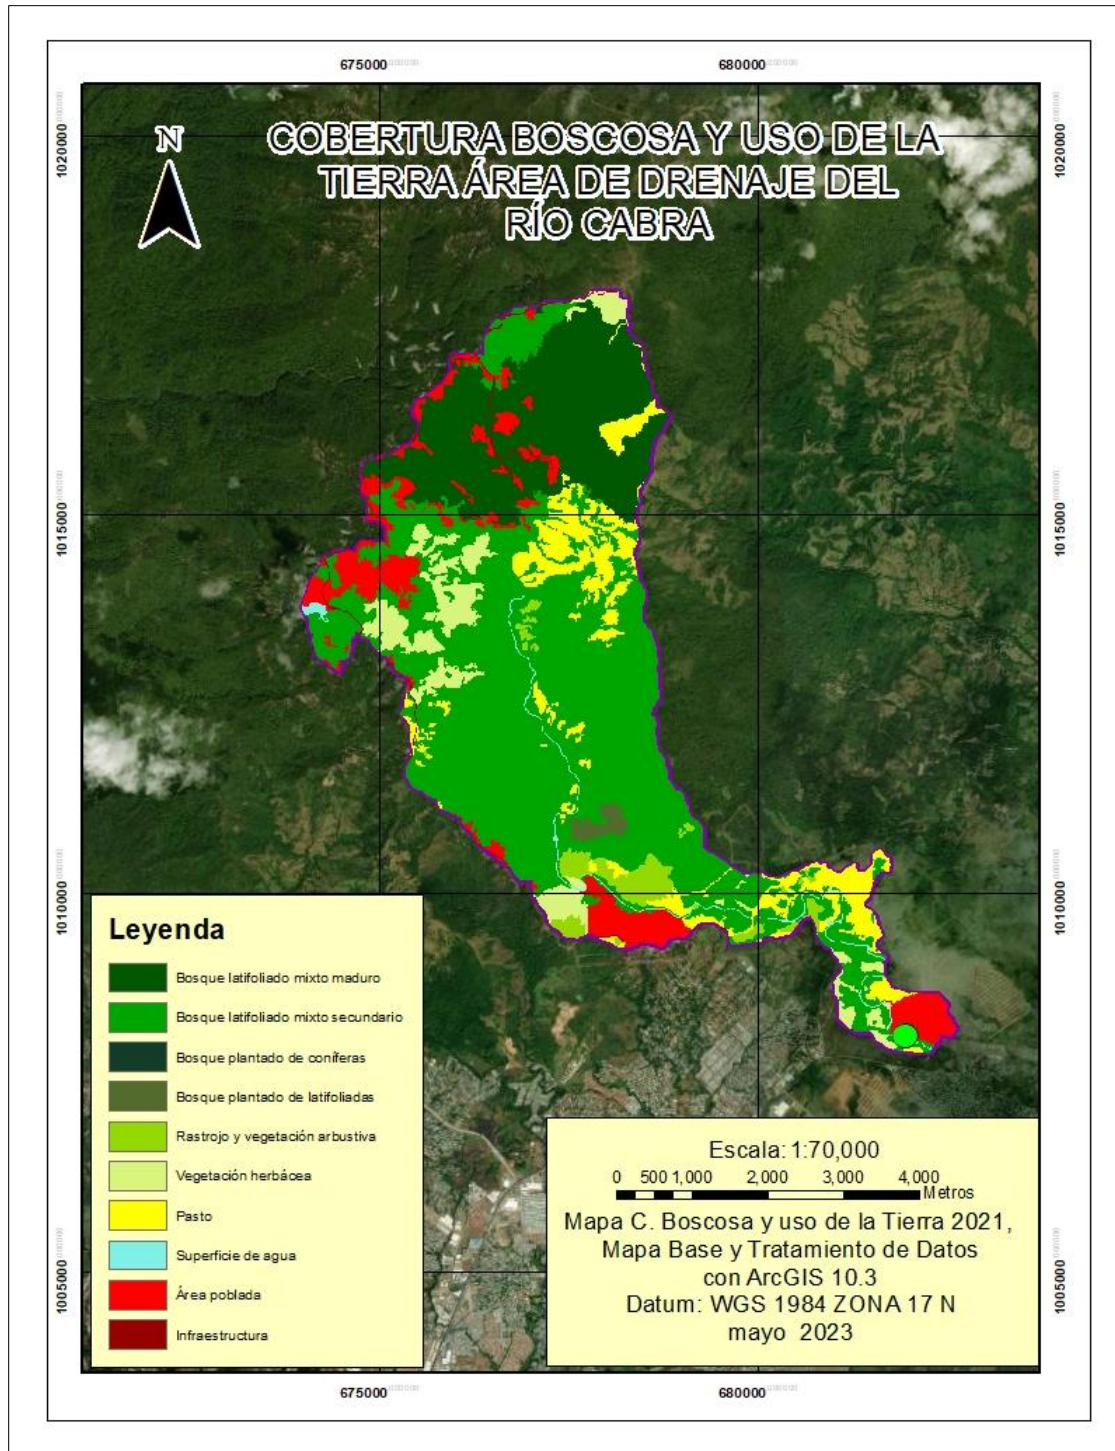 675000 680000
N
COBERTURA BOSCOSA Y USO DE LA
TIERRA ÁREA DE DRENAJE DEL
RÍO CABRA
1020000
1020000
1015000
1015000
1010000
1010000
1005000
1005000
Leyenda
Bosque latifoliado mixto maduro
Bosque latifoliado mixto secundario
Bosque plantado de coníferas
Bosque plantado de latifoliadas
Rastrojo y vegetación arbustiva
Vegetación herbácea
Pasto
Superficie de agua
Área poblada
Infraestructura
Escala: 1:70,000
0 500 1,000 2,000 3,000 4,000
Metros
Mapa C. Boscosa y uso de la Tierra 2021,
Mapa Base y Tratamiento de Datos
con ArcGIS 10.3
Datum: WGS 1984 ZONA 17 N
mayo 2023
675000 680000